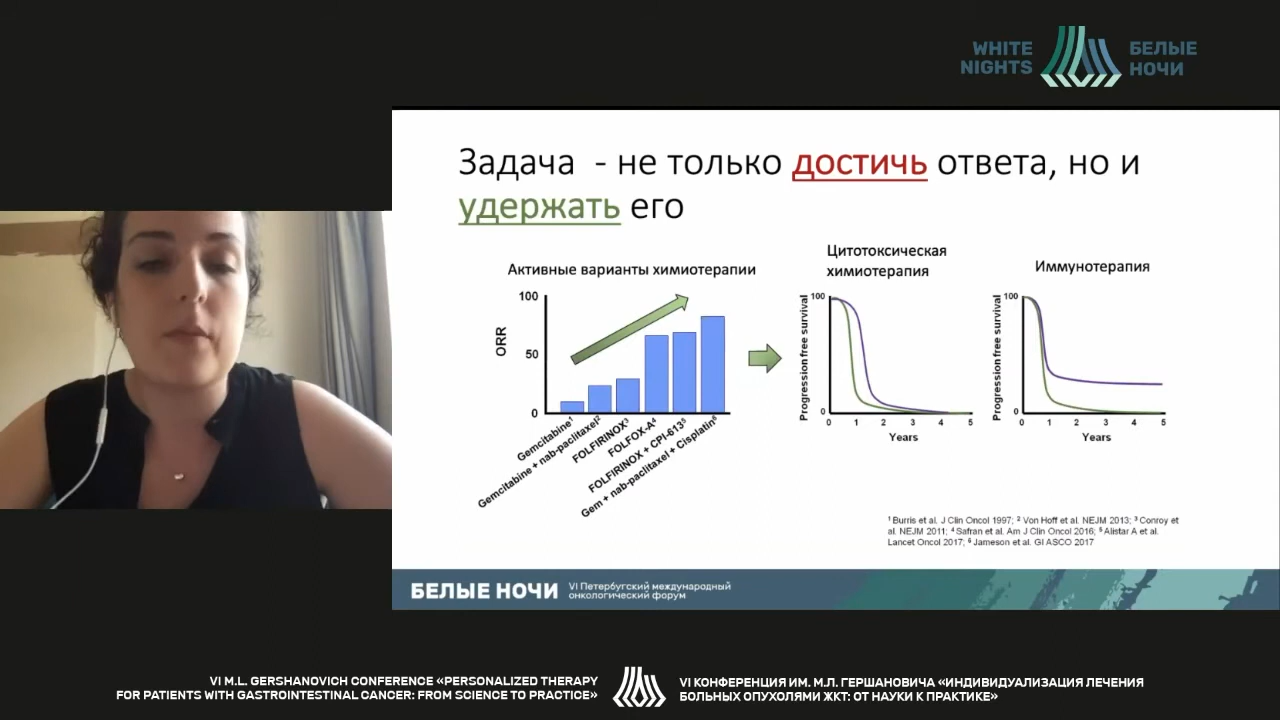 WHITE
NIGHTS
БЕЛЫЕ
НОЧИ
Задача - не только достичь ответа, но и
удержать его
Активные варианты химиотерапии
100
50
0
ORR
Gemcitabine¹
Gemcitabine + nab-paclitaxel²
FOLFIRINOX³
FOLFOX-A⁴
FOLFIRINOX + CPI-613⁵
Gem + nab-paclitaxel + Cisplatin⁶
Цитотоксическая
химиотерапия
Progression free survival
100
0
0 1 2 3 4 5
Years
Иммунотерапия
Progression free survival
100
0
0 1 2 3 4 5
Years
¹ Burris et al. J Clin Oncol 1997; ² Von Hoff et al. NEJM 2013; ³ Conroy et
al. NEJM 2011; ⁴ Safran et al. Am J Clin Oncol 2016; ⁵ Alistar A et al.
Lancet Oncol 2017; ⁶ Jameson et al. GI ASCO 2017
БЕЛЫЕ НОЧИ
VI Петербугский международный
онкологический форум
VI M.L. GERSHANOVICH CONFERENCE «PERSONALIZED THERAPY
FOR PATIENTS WITH GASTROINTESTINAL CANCER: FROM SCIENCE TO PRACTICE»
VI КОНФЕРЕНЦИЯ ИМ. М.Л. ГЕРШАНОВИЧА «ИНДИВИДУАЛИЗАЦИЯ ЛЕЧЕНИЯ
БОЛЬНЫХ ОПУХОЛЯМИ ЖКТ: ОТ НАУКИ К ПРАКТИКЕ»